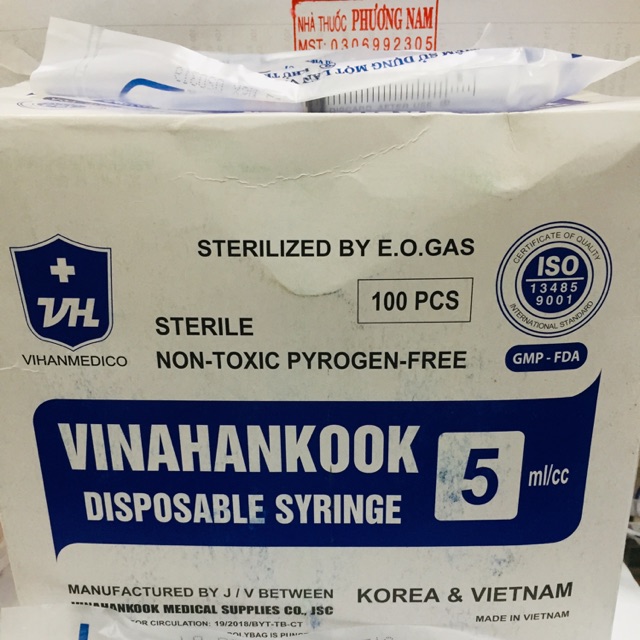 NHÀ THUỐC PHƯƠNG NAM
MST: 0306992305
STERILIZED BY E.O.GAS
100 PCS
STERILE
NON-TOXIC PYROGEN-FREE
VH
VIHANMEDICO
CERTIFICATE OF QUALITY
ISO
13485
9001
INTERNATIONAL STANDARD
GMP - FDA
VINAHANKOOK
DISPOSABLE SYRINGE
5 ml/cc
MANUFACTURED BY J / V BETWEEN KOREA & VIETNAM
VINAHANKOOK MEDICAL SUPPLIES CO., JSC
MADE IN VIETNAM
FOR CIRCULATION: 19/2018/BYT-TB-CT
POLYBAG IS